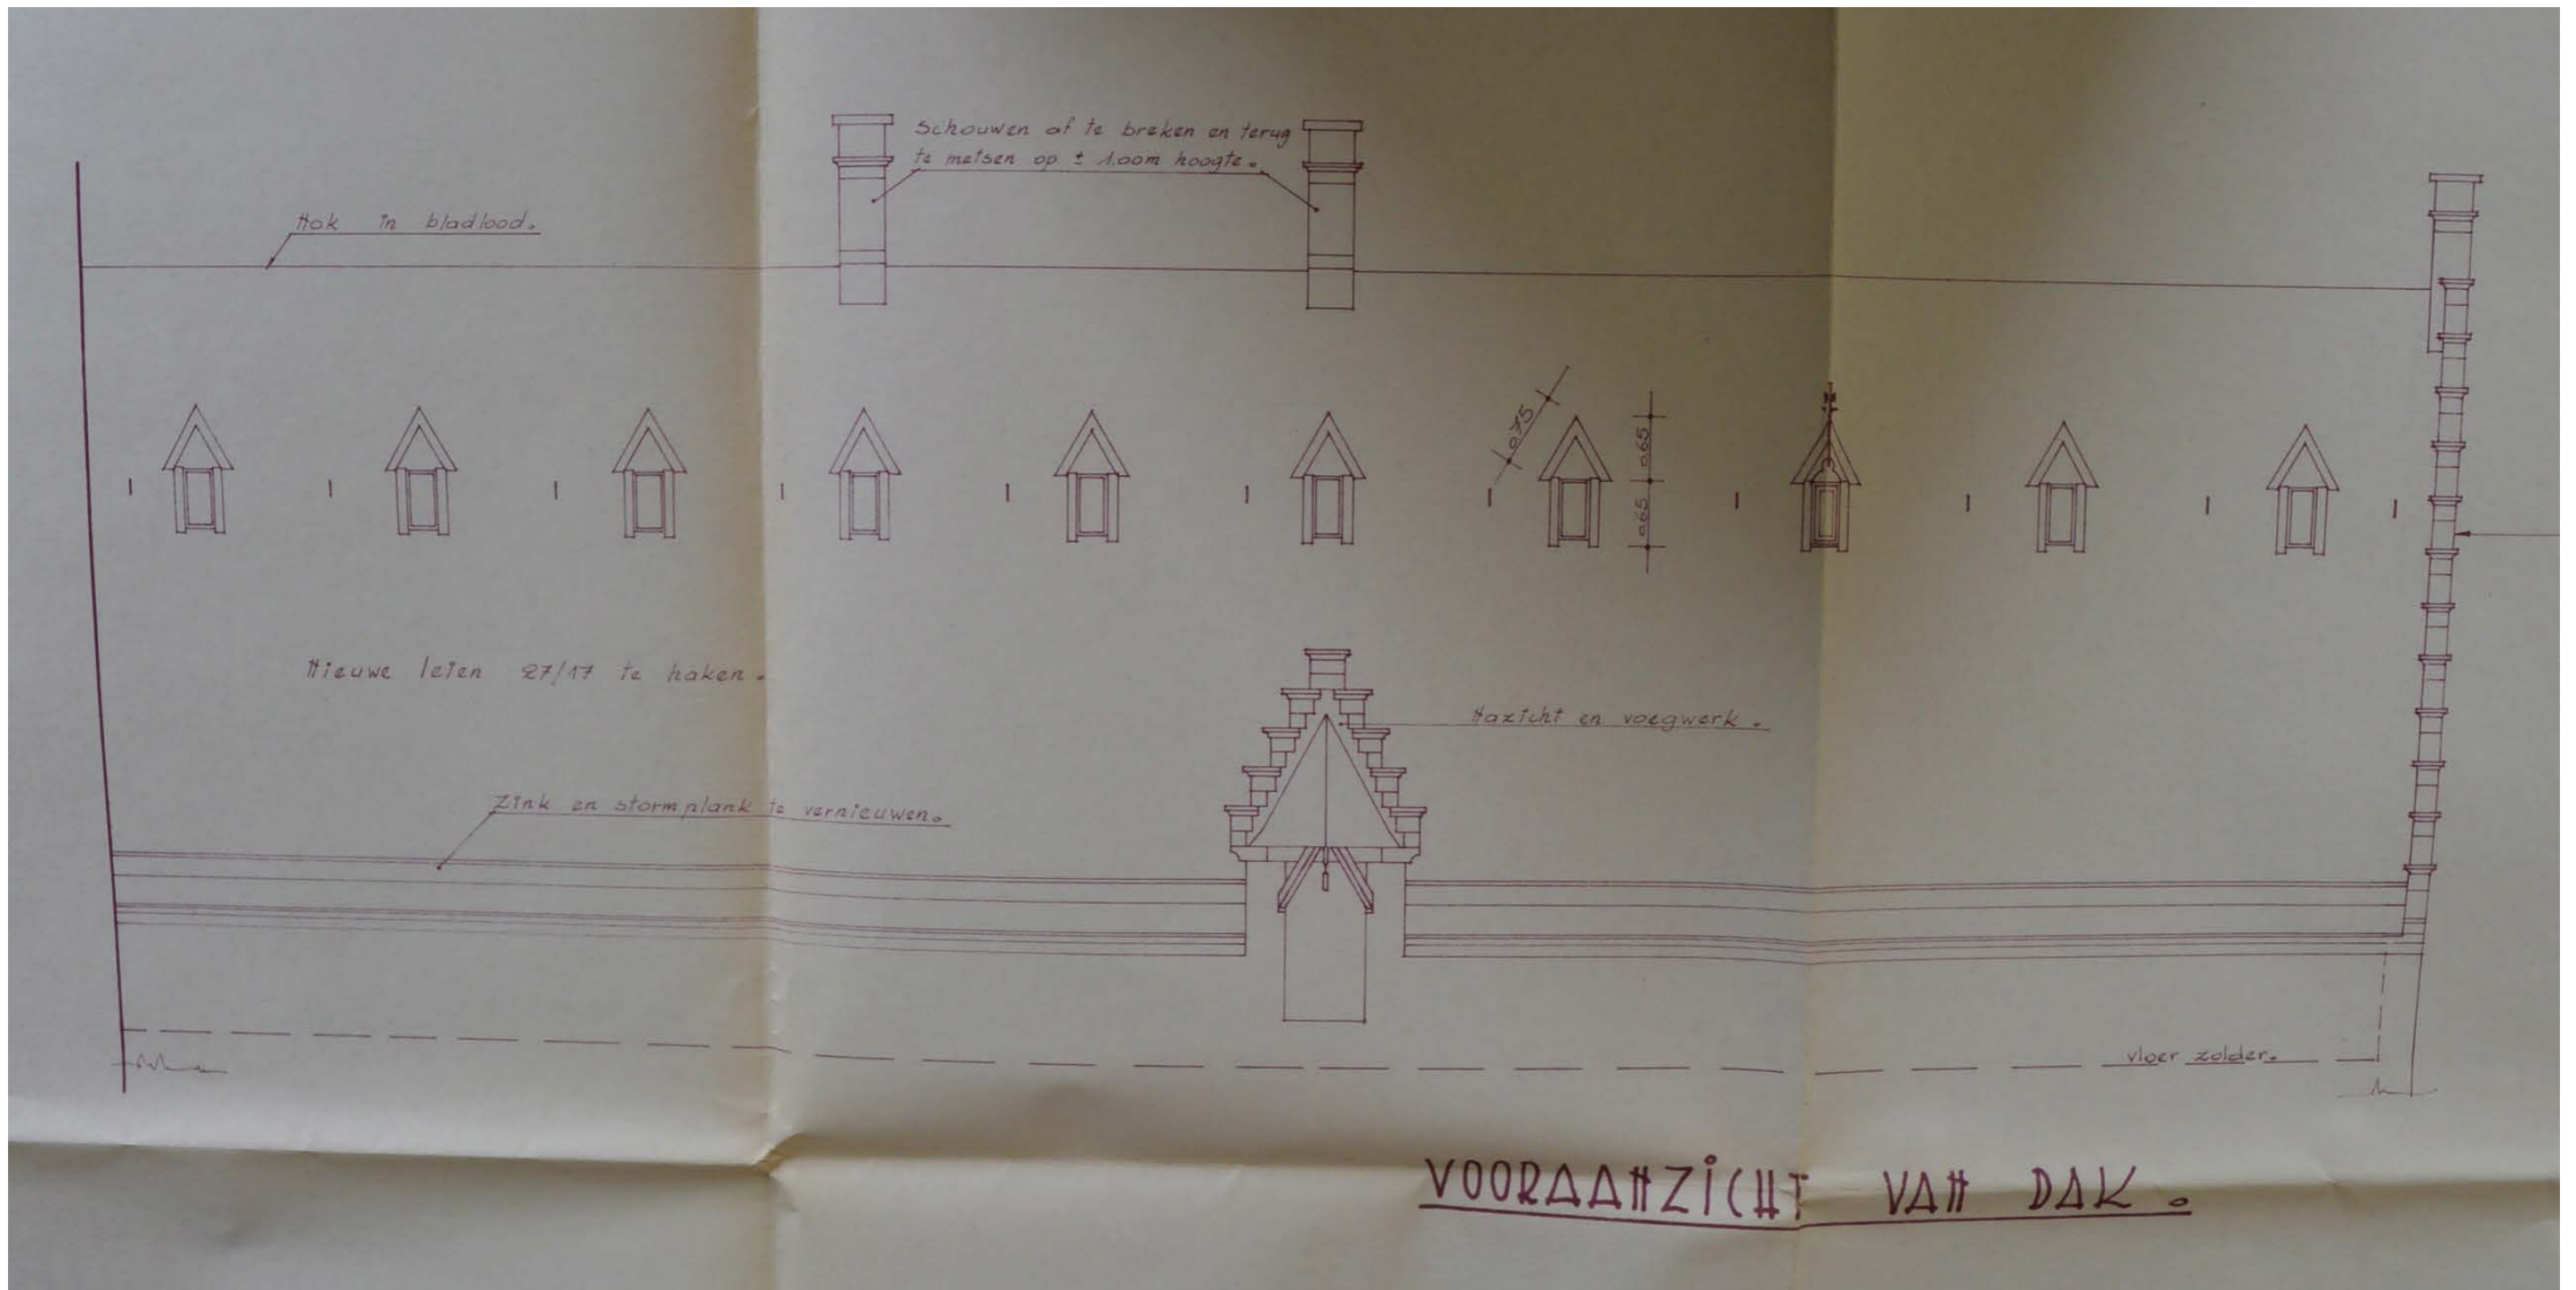 Schouwen af te breken en terug
te metsen op ± 1.00m hoogte.
Nok in bladlood.
0.75
0.65
0.65
Nieuwe leien 27/17 te haken.
Nazicht en voegwerk.
Zink en stormplank te vernieuwen.
vloer zolder.
VOORAANZICHT VAN DAK.